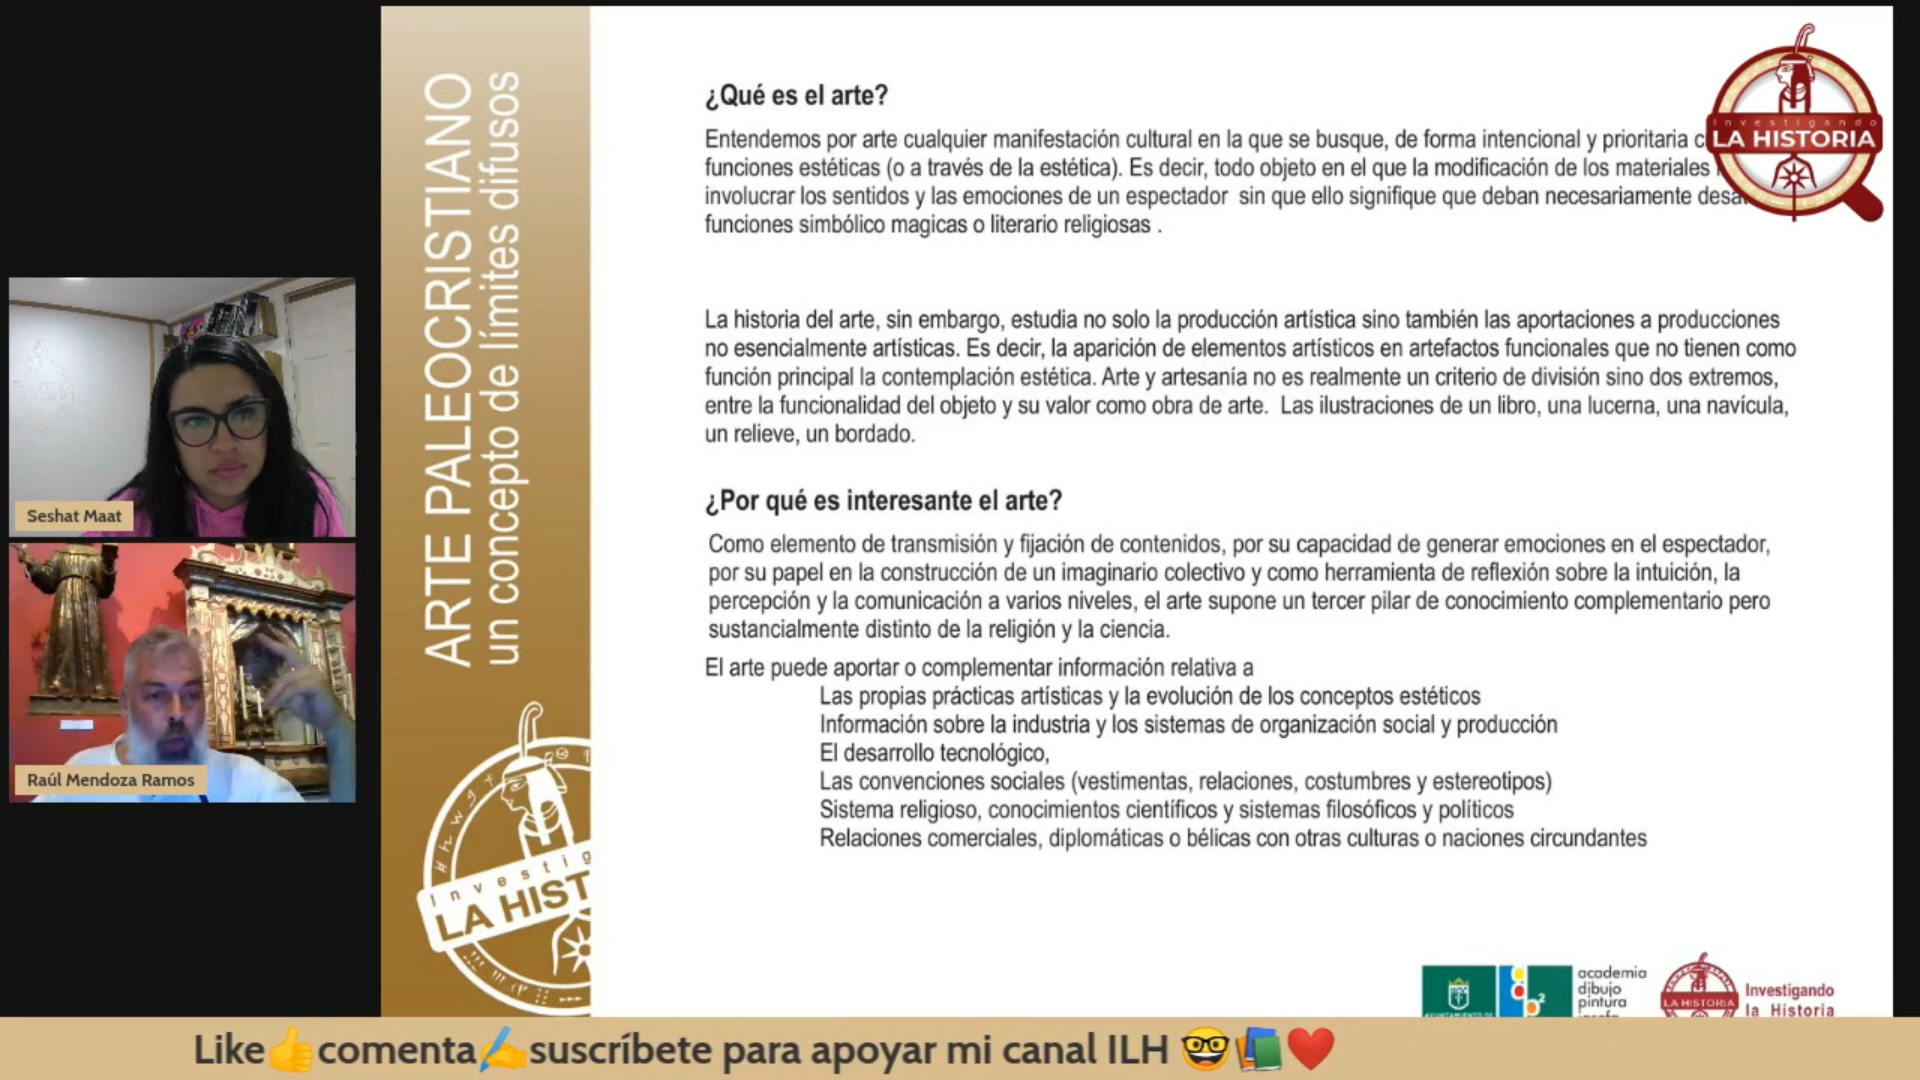 ARTE PALEOCRISTIANO
un concepto de límites difusos
¿Qué es el arte?
Entendemos por arte cualquier manifestación cultural en la que se busque, de forma intencional y prioritaria
funciones estéticas (o a través de la estética). Es decir, todo objeto en el que la modificación de los materiales
involucrar los sentidos y las emociones de un espectador sin que ello signifique que deban necesariamente
funciones simbólico magicas o literario religiosas .
La historia del arte, sin embargo, estudia no solo la producción artística sino también las aportaciones a producciones
no esencialmente artísticas. Es decir, la aparición de elementos artísticos en artefactos funcionales que no tienen como
función principal la contemplación estética. Arte y artesanía no es realmente un criterio de división sino dos extremos,
entre la funcionalidad del objeto y su valor como obra de arte. Las ilustraciones de un libro, una lucerna, una navícula,
un relieve, un bordado.
¿Por qué es interesante el arte?
Como elemento de transmisión y fijación de contenidos, por su capacidad de generar emociones en el espectador,
por su papel en la construcción de un imaginario colectivo y como herramienta de reflexión sobre la intuición, la
percepción y la comunicación a varios niveles, el arte supone un tercer pilar de conocimiento complementario pero
sustancialmente distinto de la religión y la ciencia.
El arte puede aportar o complementar información relativa a
Las propias prácticas artísticas y la evolución de los conceptos estéticos
Información sobre la industria y los sistemas de organización social y producción
El desarrollo tecnológico,
Las convenciones sociales (vestimentas, relaciones, costumbres y estereotipos)
Sistema religioso, conocimientos científicos y sistemas filosóficos y políticos
Relaciones comerciales, diplomáticas o bélicas con otras culturas o naciones circundantes
Investigando
LA HISTORIA
Seshat Maat
Raúl Mendoza Ramos
Investig
LA HIST
academia
dibujo
pintura
LA HISTORIA
Investigando
la Historia
Like👍comenta✍️suscríbete para apoyar mi canal ILH 🤓📚❤️